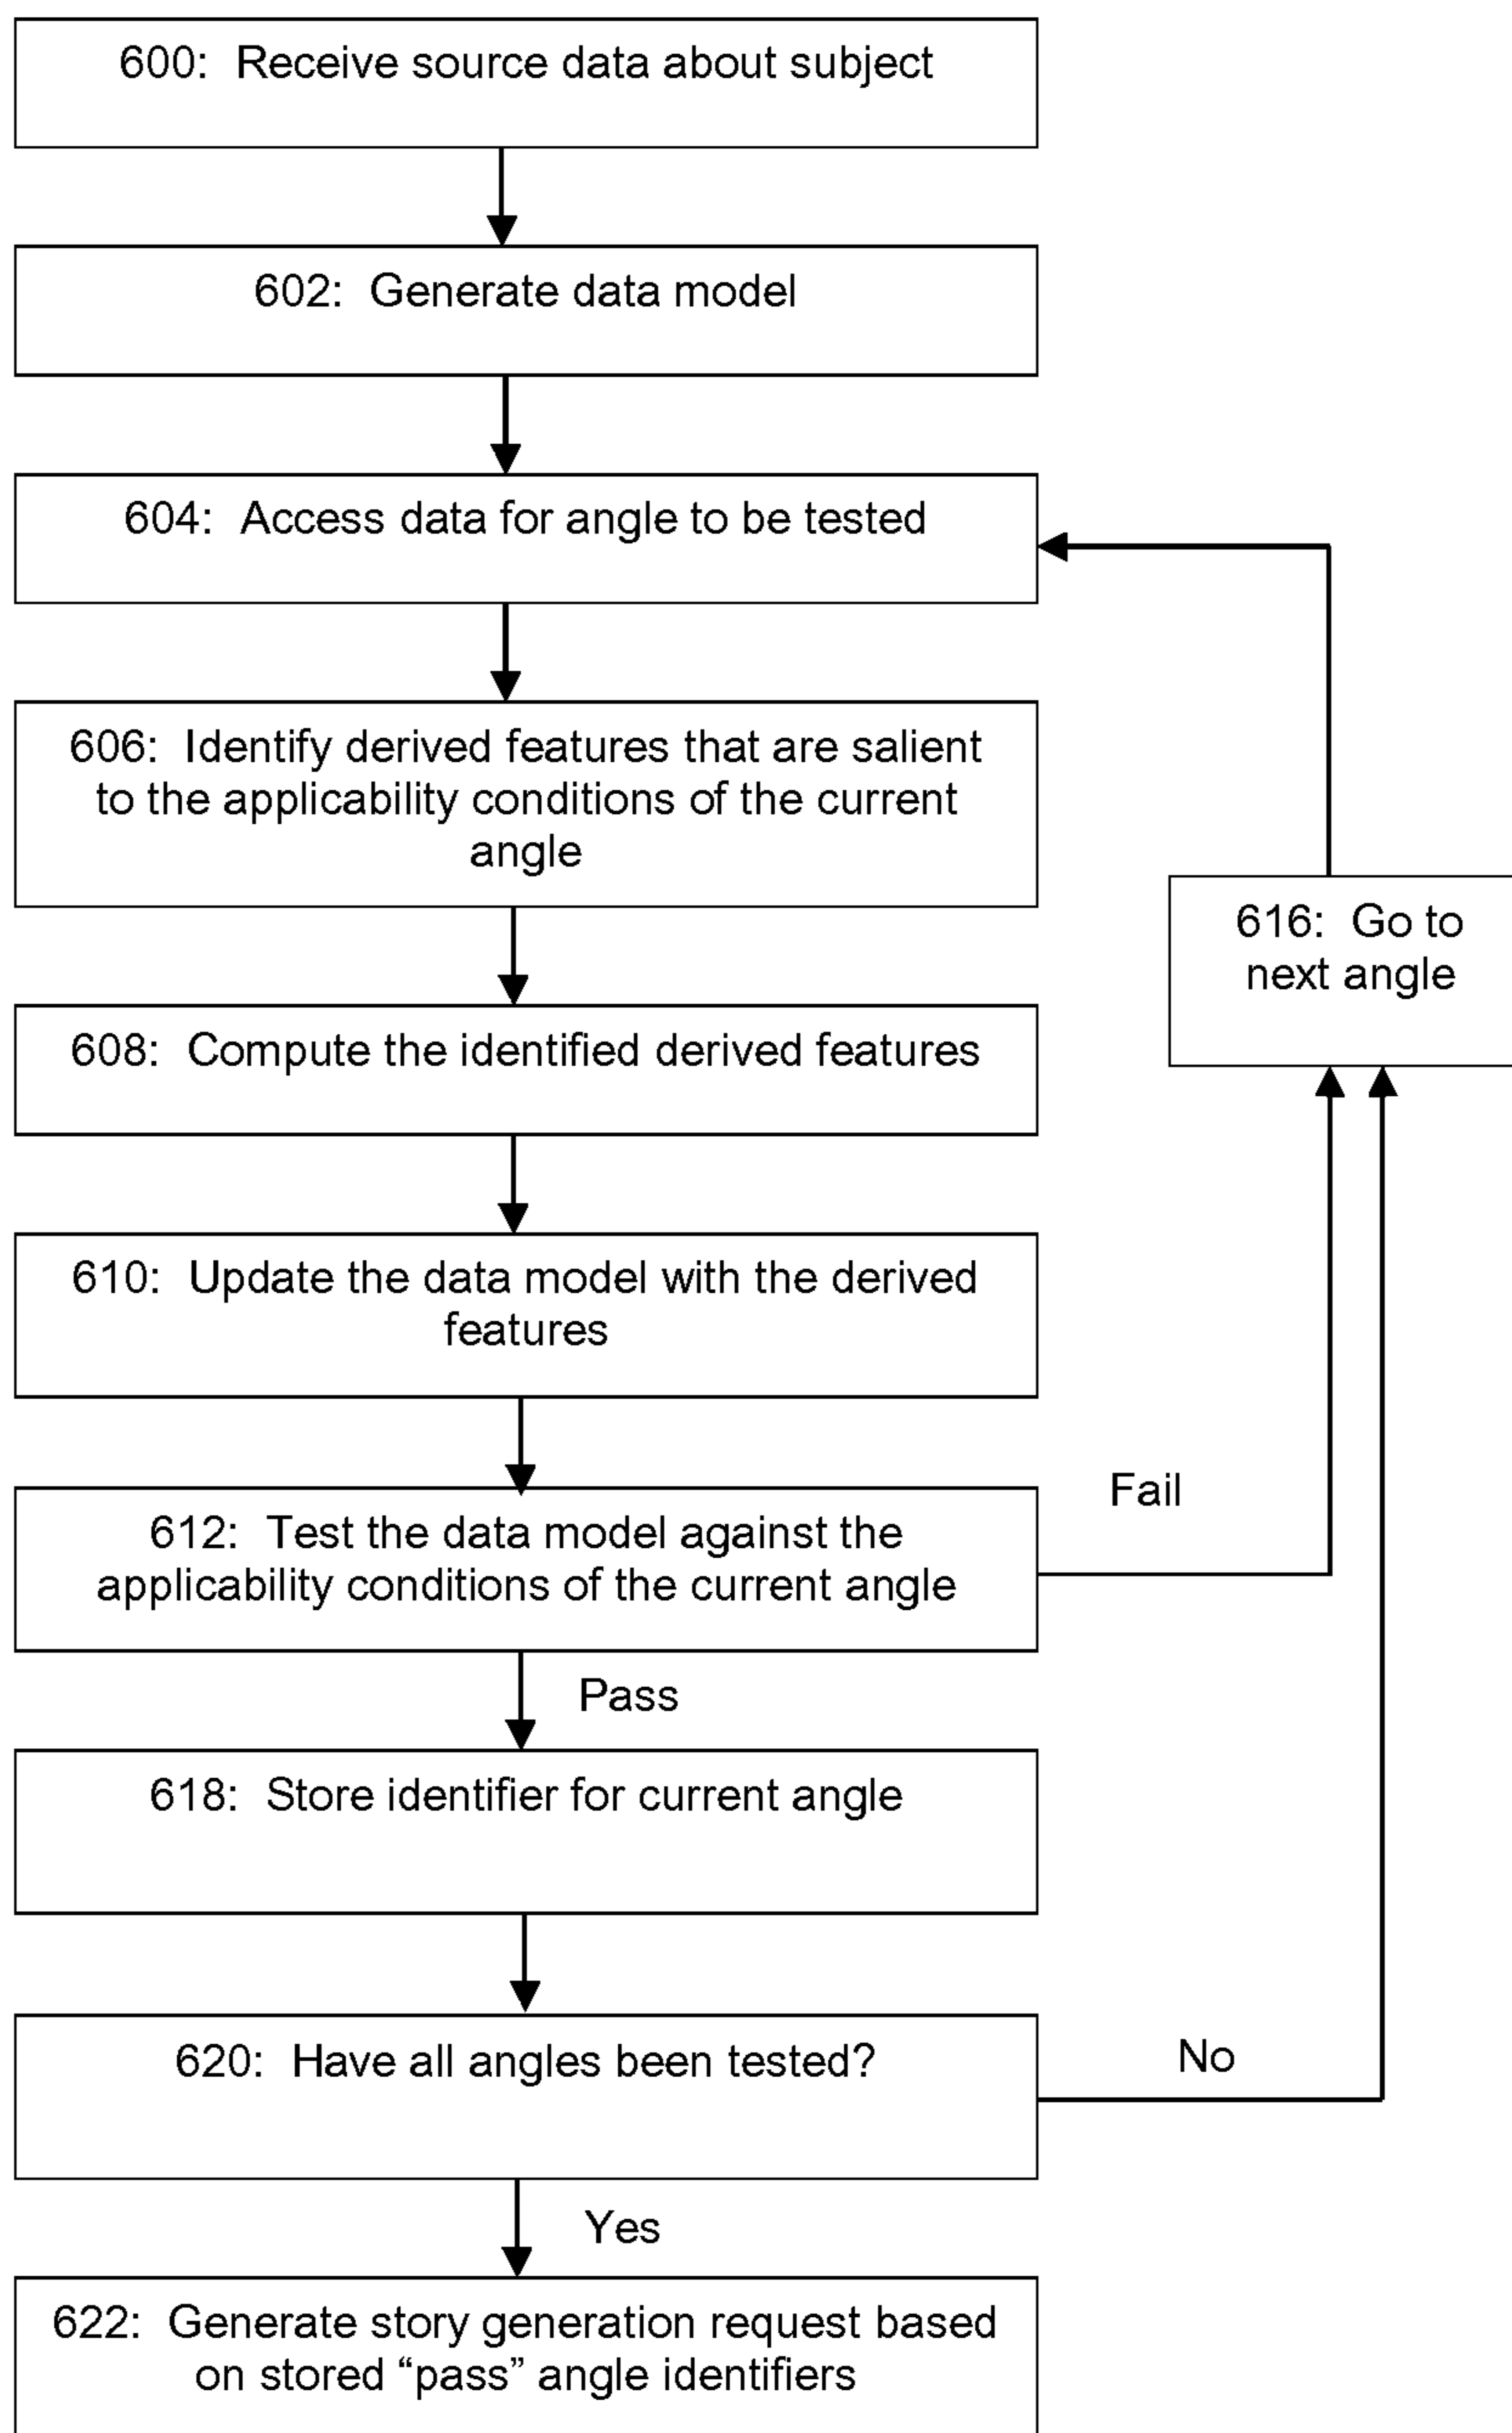 600: Receive source data about subject
602: Generate data model
604: Access data for angle to be tested
606: Identify derived features that are salient
to the applicability conditions of the current
angle
616: Go to
next angle
608: Compute the identified derived features
610: Update the data model with the derived
features
Fail
612: Test the data model against the
applicability conditions of the current angle
Pass
618: Store identifier for current angle
620: Have all angles been tested?
No
Yes
622: Generate story generation request based
on stored “pass” angle identifiers